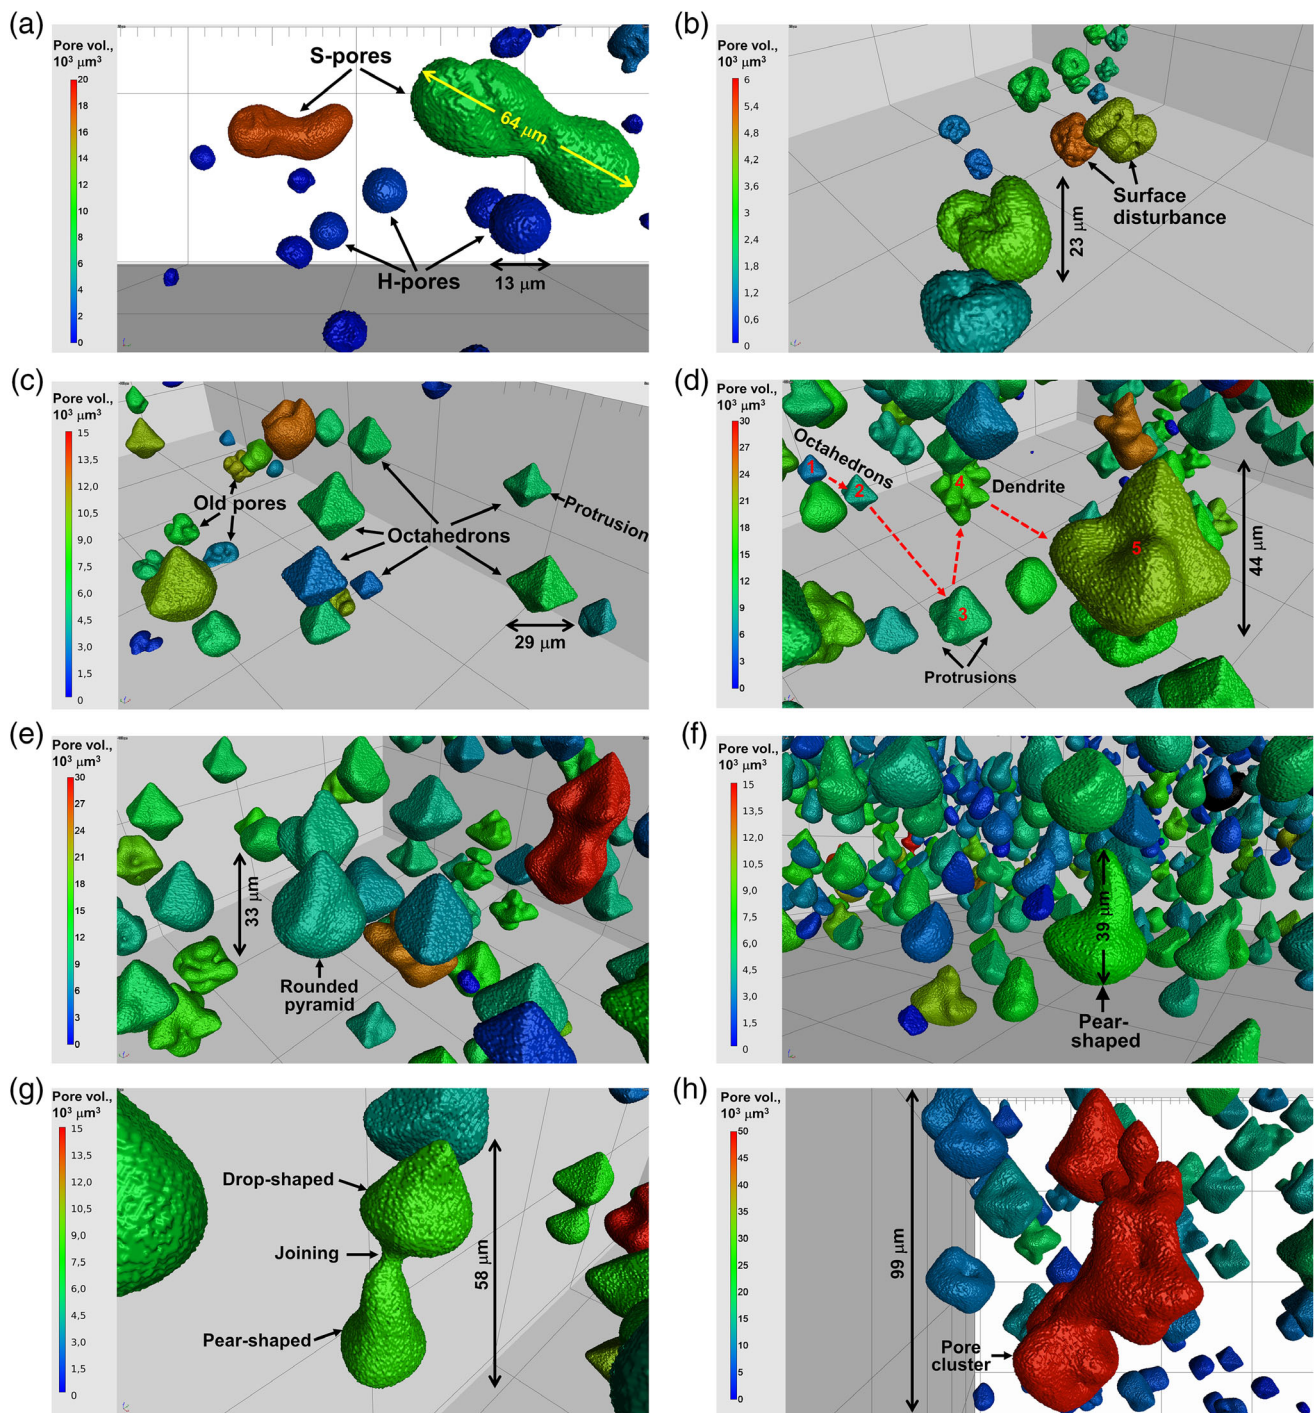 (a)
Pore vol.,
10³ μm³
20
18
16
14
12
10
8
6
4
2
0
S-pores
64 μm
H-pores
13 μm
(b)
Pore vol.,
10³ μm³
6
5,4
4,8
4,2
3,6
3
2,4
1,8
1,2
0,6
0
Surface
disturbance
23 μm
(c)
Pore vol.,
10³ μm³
15
13,5
12,0
10,5
9,0
7,5
6,0
4,5
3,0
1,5
0
Old pores
Octahedrons
Protrusion
29 μm
(d)
Pore vol.,
10³ μm³
30
27
24
21
18
15
12
9
6
3
0
Octahedrons
1
2
3
4
5
Dendrite
Protrusions
44 μm
(e)
Pore vol.,
10³ μm³
30
27
24
21
18
15
12
9
6
3
0
33 μm
Rounded
pyramid
(f)
Pore vol.,
10³ μm³
15
13,5
12,0
10,5
9,0
7,5
6,0
4,5
3,0
1,5
0
39 μm
Pear-
shaped
(g)
Pore vol.,
10³ μm³
15
13,5
12,0
10,5
9,0
7,5
6,0
4,5
3,0
1,5
0
Drop-shaped
Joining
Pear-shaped
58 μm
(h)
Pore vol.,
10³ μm³
50
45
40
35
30
25
20
15
10
5
0
99 μm
Pore
cluster